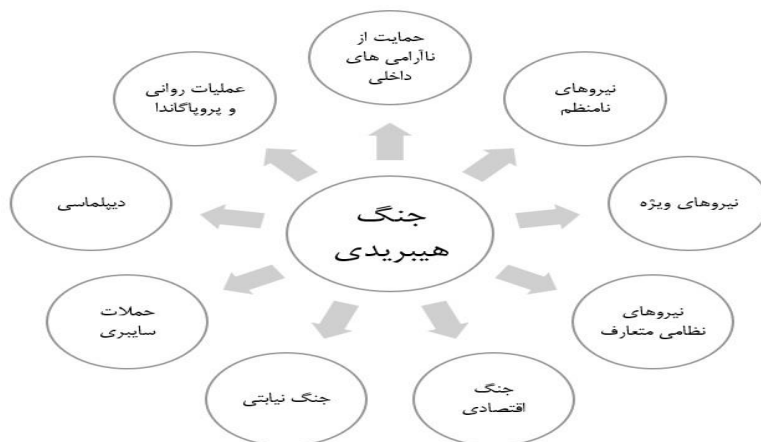 جنگ
هیبریدی
حمایت از
ناآرامی های
داخلی
نیروهای
نامنظم
نیروهای ویژه
نیروهای
نظامی متعارف
جنگ
اقتصادی
جنگ نیابتی
حملات
سایبری
دیپلماسی
عملیات روانی
و پروپاگاندا